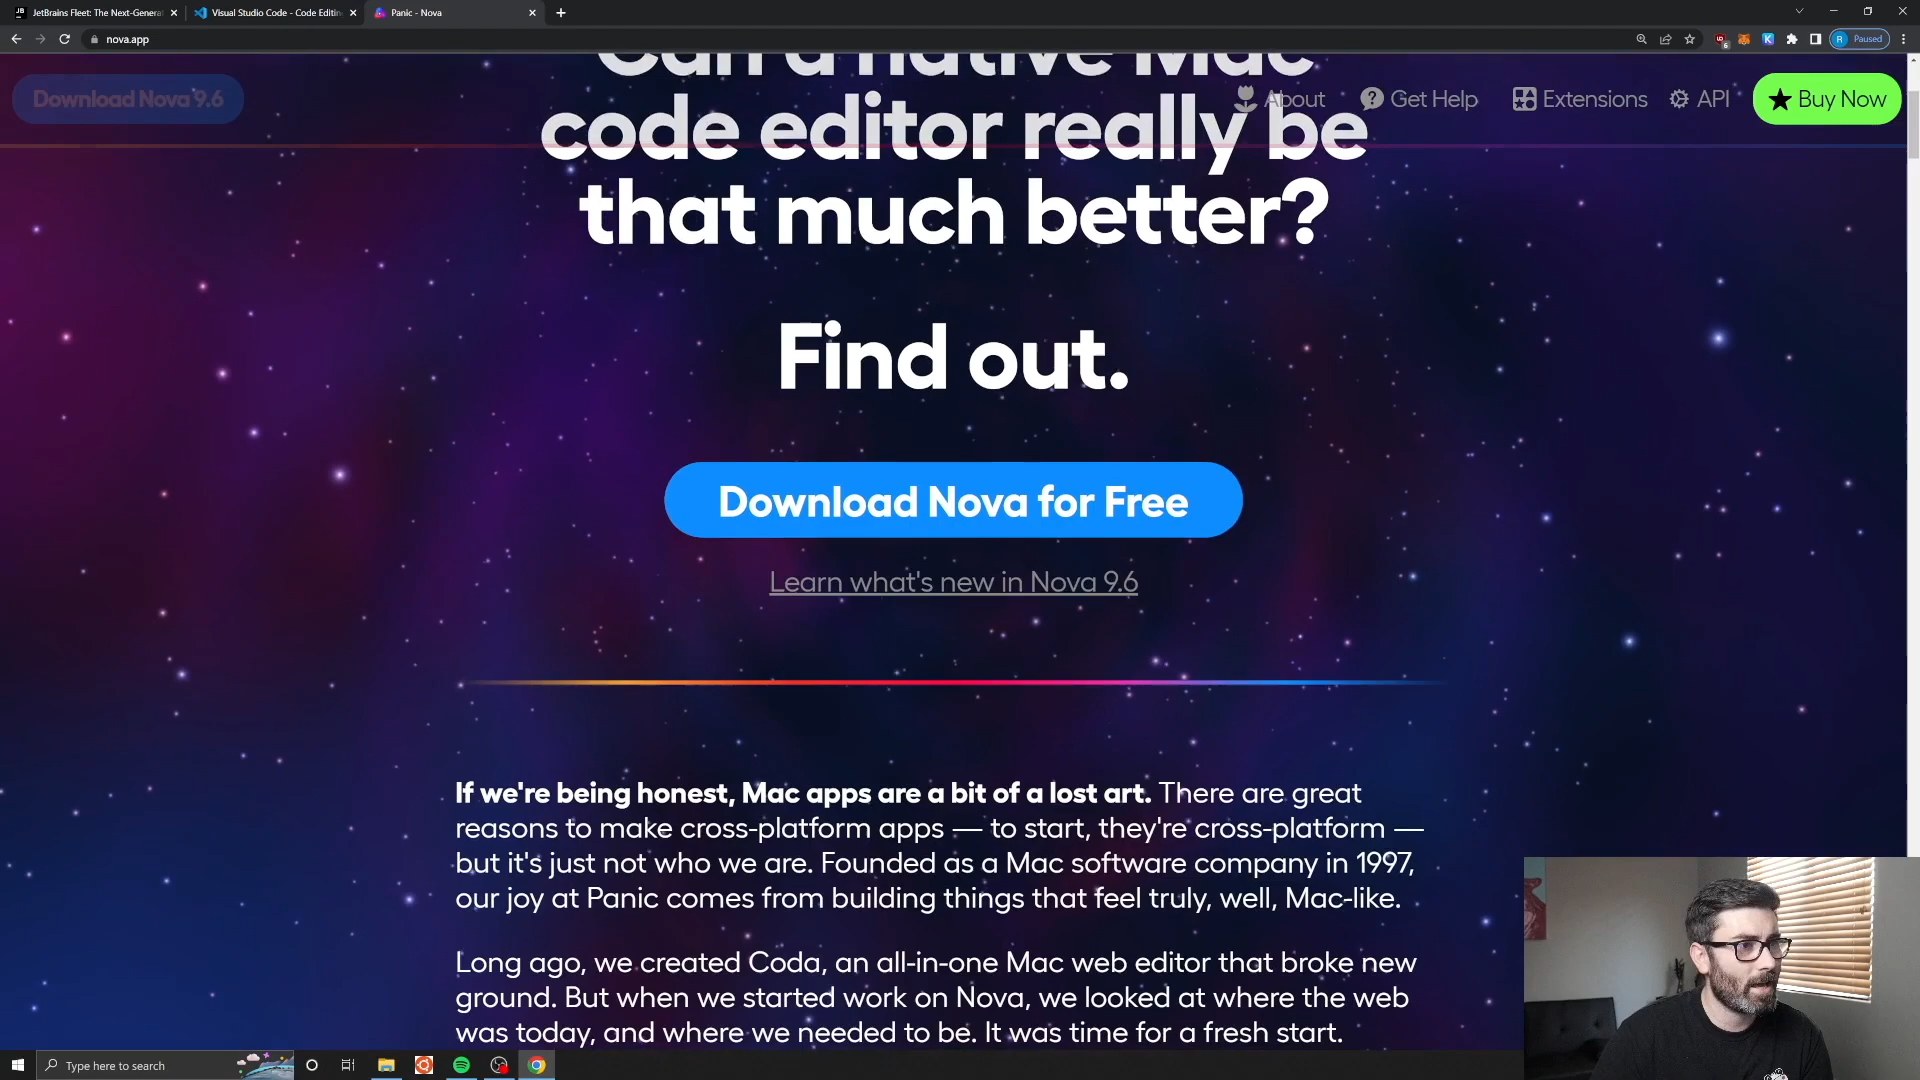 JetBrains Fleet: The Next-Generat
Visual Studio Code - Code Editin
Panic - Nova
nova.app
Paused
Can a native Mac
code editor really be
that much better?
Download Nova 9.6
About
Get Help
Extensions
API
Buy Now
Find out.
Download Nova for Free
Learn what's new in Nova 9.6
If we're being honest, Mac apps are a bit of a lost art. There are great
reasons to make cross-platform apps — to start, they're cross-platform —
but it's just not who we are. Founded as a Mac software company in 1997,
our joy at Panic comes from building things that feel truly, well, Mac-like.
Long ago, we created Coda, an all-in-one Mac web editor that broke new
ground. But when we started work on Nova, we looked at where the web
was today, and where we needed to be. It was time for a fresh start.
Type here to search